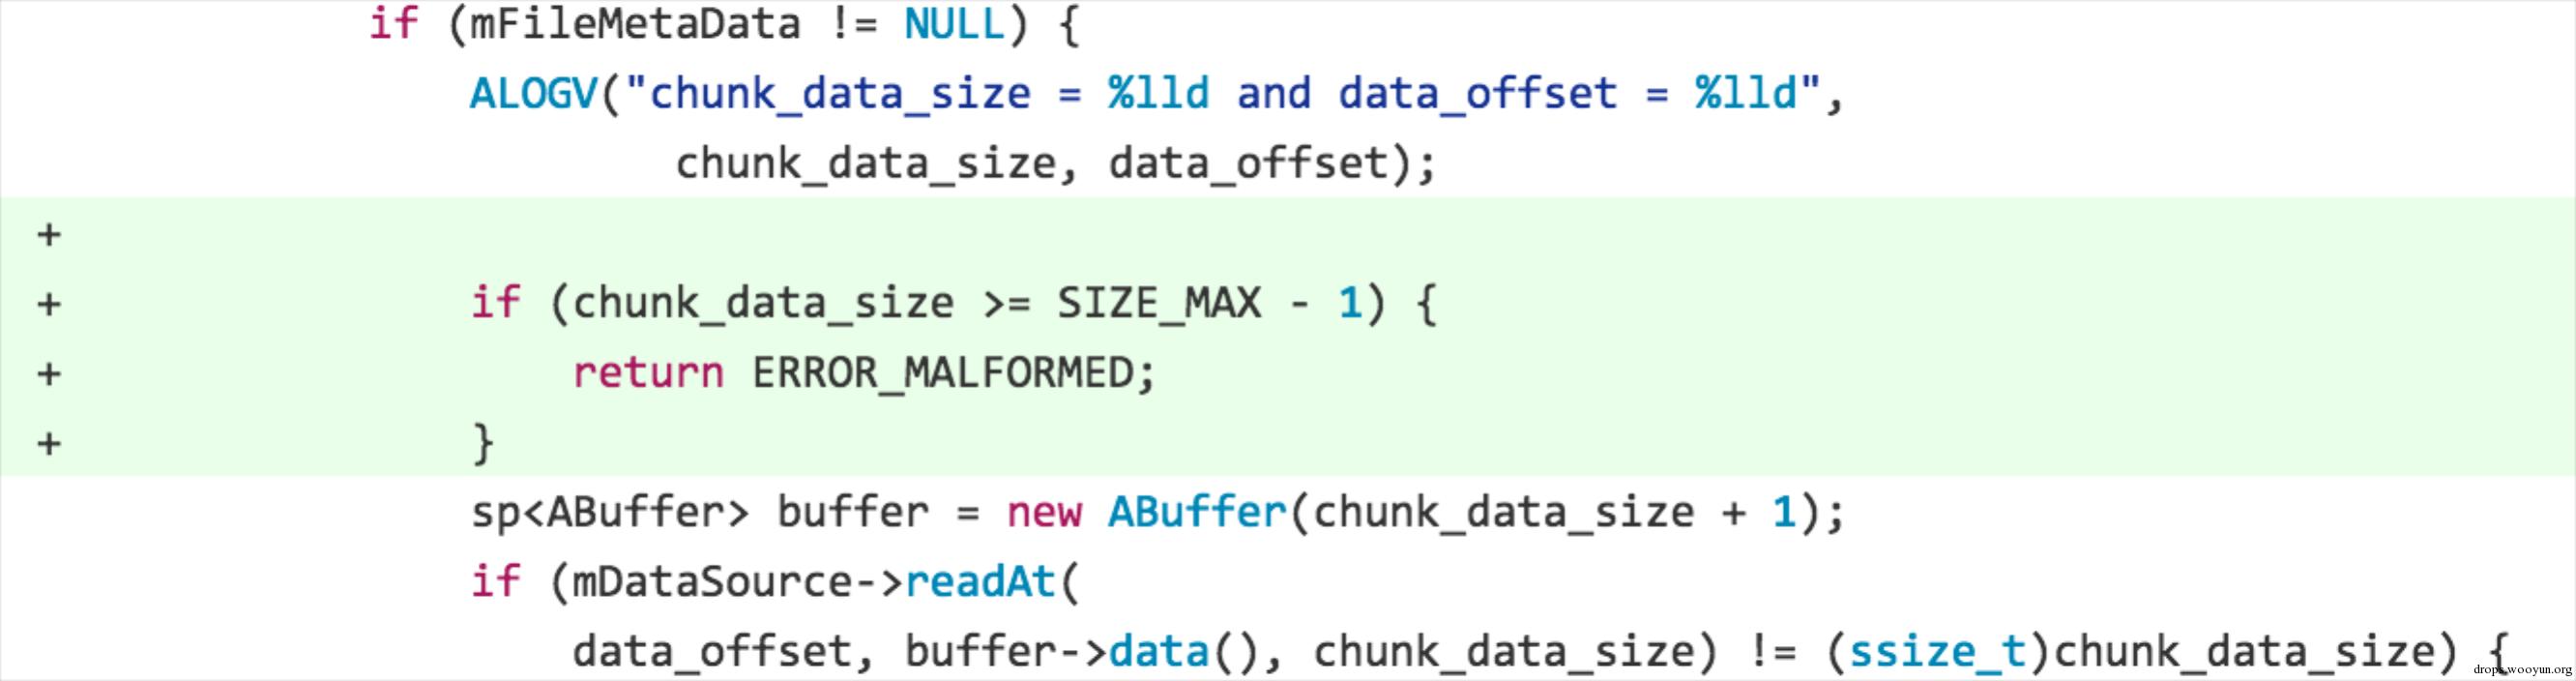 if (mFileMetaData != NULL) {
ALOGV("chunk_data_size = %lld and data_offset = %lld",
chunk_data_size, data_offset);
+
+ if (chunk_data_size >= SIZE_MAX - 1) {
+ return ERROR_MALFORMED;
+ }
sp<ABuffer> buffer = new ABuffer(chunk_data_size + 1);
if (mDataSource->readAt(
data_offset, buffer->data(), chunk_data_size) != (ssize_t)chunk_data_size) {
drops.wooyun.org